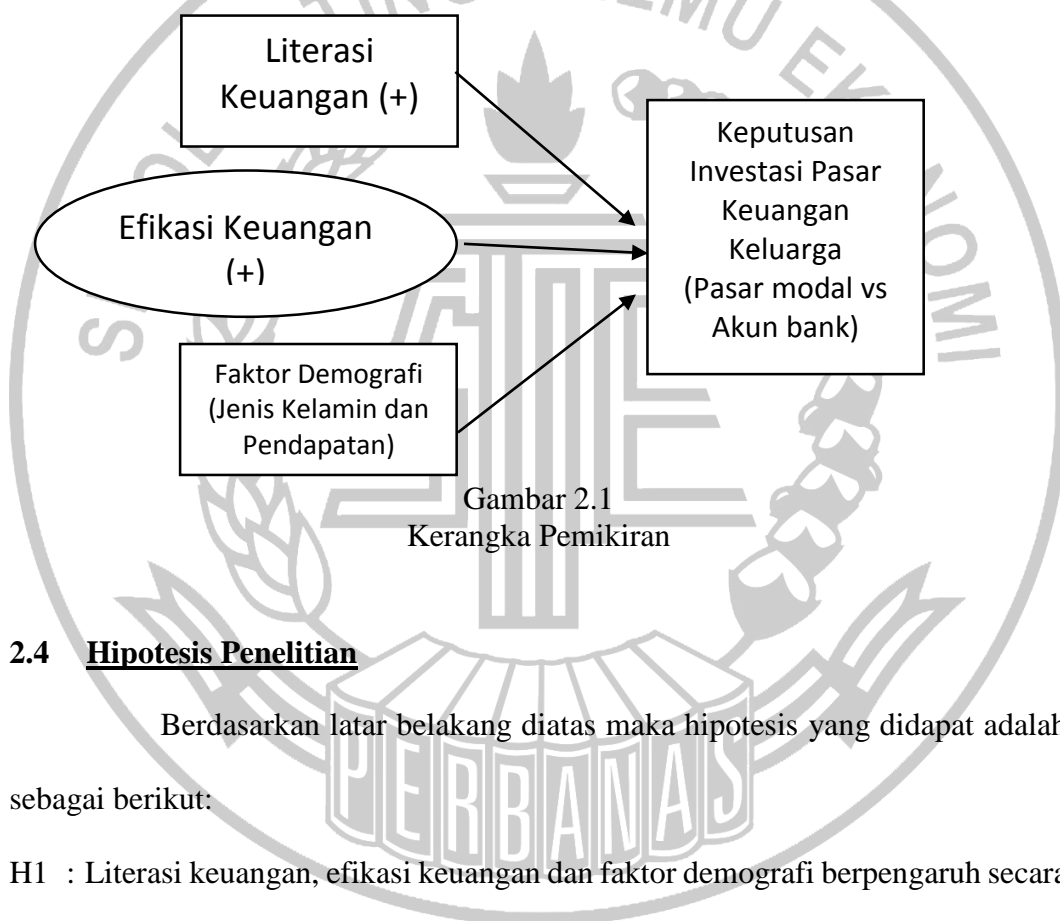 Literasi
Keuangan (+)
Efikasi Keuangan
(+)
Faktor Demografi
(Jenis Kelamin dan
Pendapatan)
Keputusan
Investasi Pasar
Keuangan
Keluarga
(Pasar modal vs
Akun bank)
Gambar 2.1
Kerangka Pemikiran
2.4 Hipotesis Penelitian
Berdasarkan latar belakang diatas maka hipotesis yang didapat adalah
sebagai berikut:
H1 : Literasi keuangan, efikasi keuangan dan faktor demografi berpengaruh secara
PERBANAS